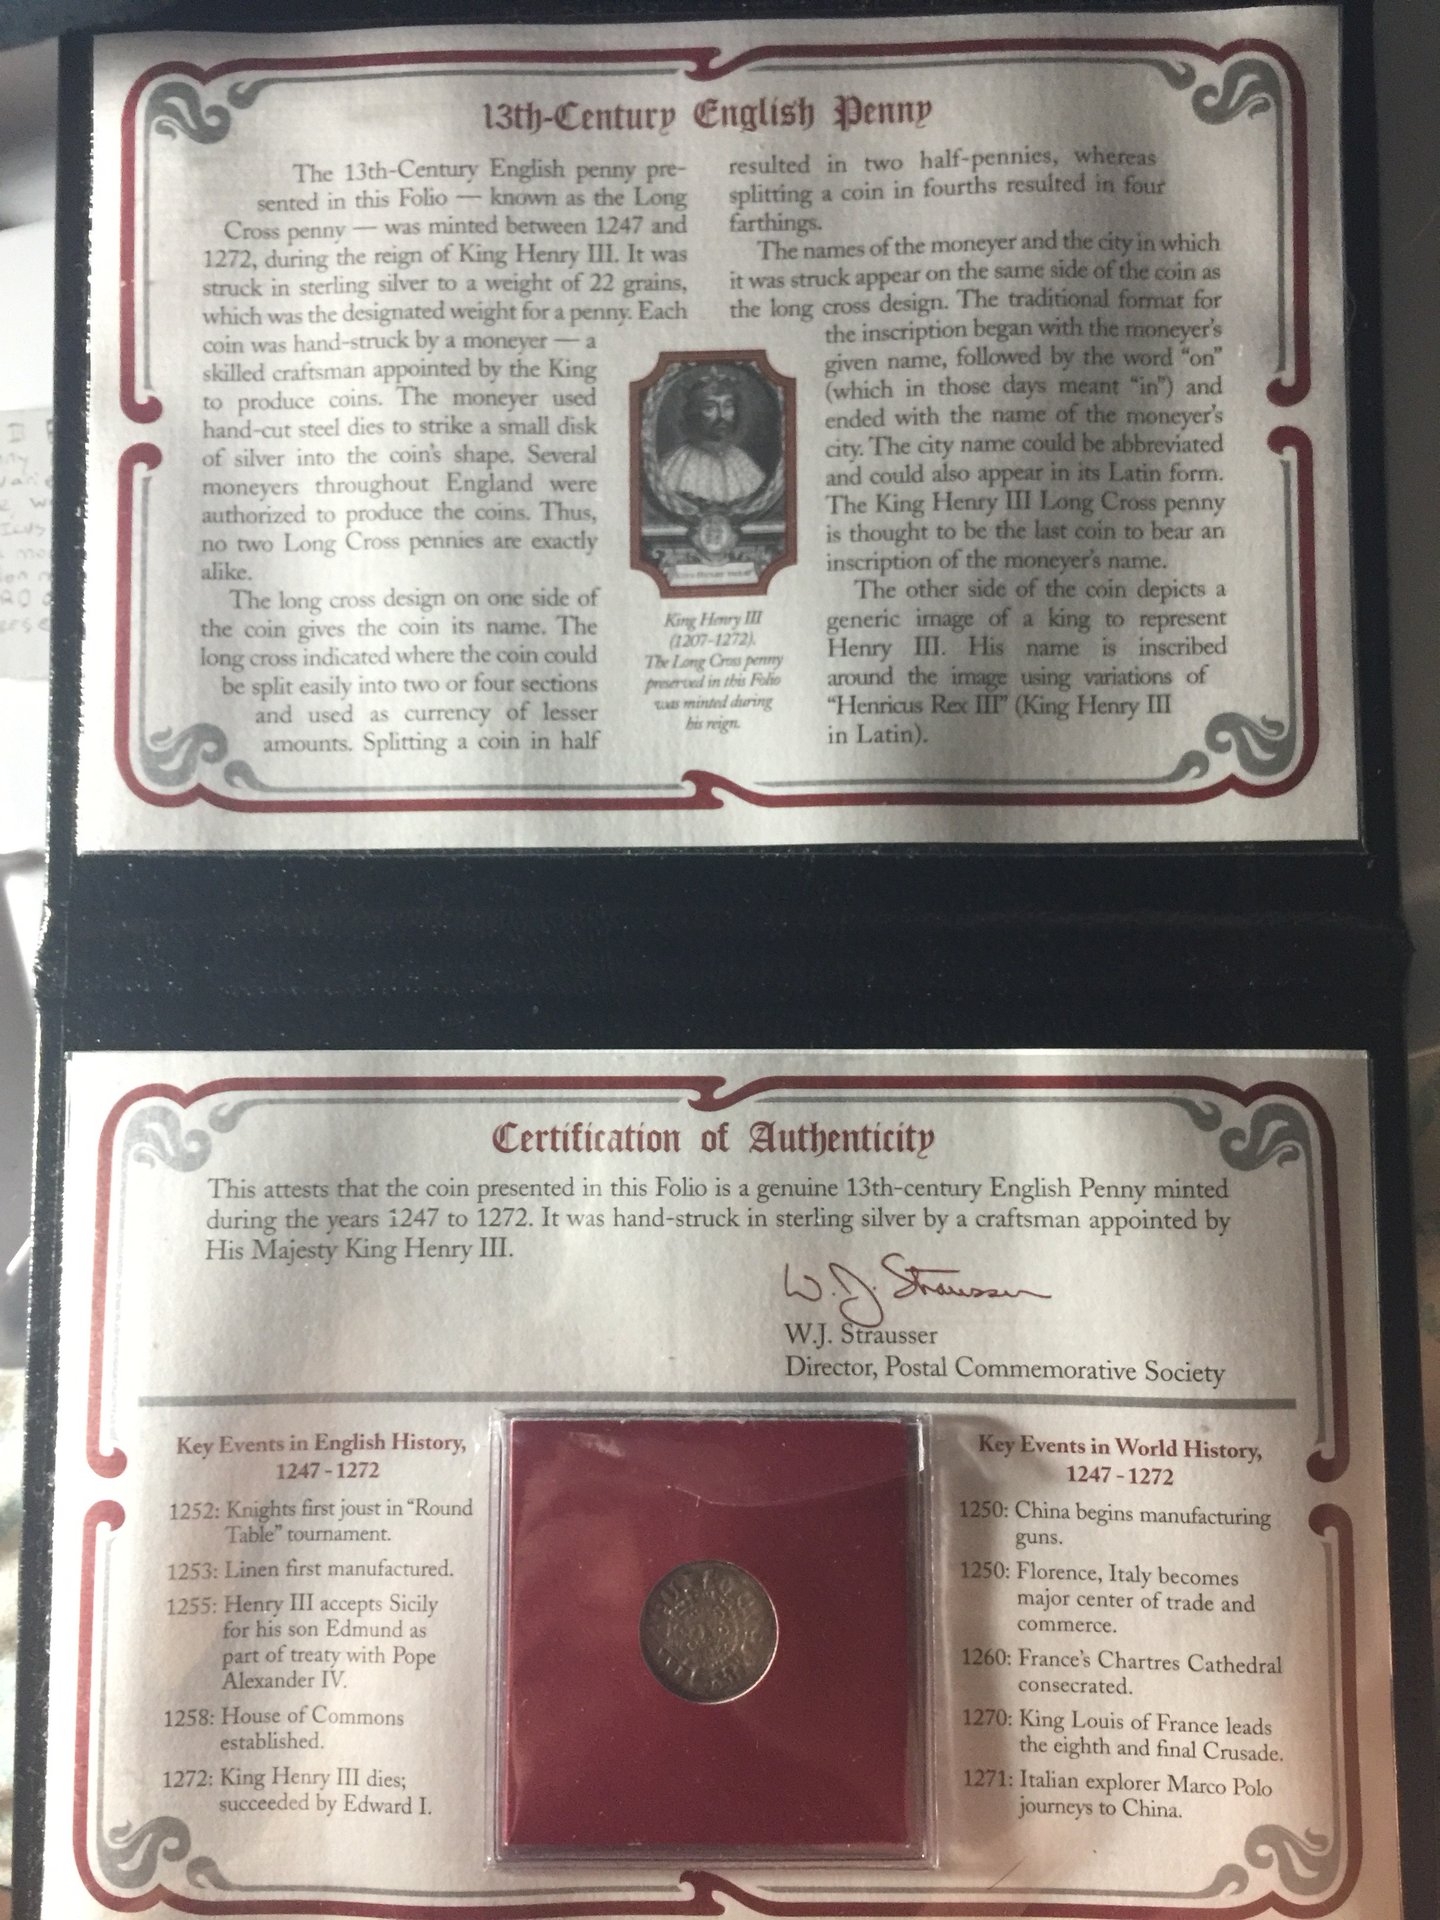 13th-Century English Penny
The 13th-Century English penny pre-
sented in this Folio — known as the Long
Cross penny — was minted between 1247 and
1272, during the reign of King Henry III. It was
struck in sterling silver to a weight of 22 grains,
which was the designated weight for a penny. Each
coin was hand-struck by a moneyer — a
skilled craftsman appointed by the King
to produce coins. The moneyer used
hand-cut steel dies to strike a small disk
of silver into the coin's shape. Several
moneyers throughout England were
authorized to produce the coins. Thus,
no two Long Cross pennies are exactly
alike.
The long cross design on one side of
the coin gives the coin its name. The
long cross indicated where the coin could
be split easily into two or four sections
and used as currency of lesser
amounts. Splitting a coin in half
King Henry III
(1207-1272).
The Long Cross penny
preserved in this Folio
was minted during
his reign.
resulted in two half-pennies, whereas
splitting a coin in fourths resulted in four
farthings.
The names of the moneyer and the city in which
it was struck appear on the same side of the coin as
the long cross design. The traditional format for
the inscription began with the moneyer's
given name, followed by the word "on"
(which in those days meant "in") and
ended with the name of the moneyer's
city. The city name could be abbreviated
and could also appear in its Latin form.
The King Henry III Long Cross penny
is thought to be the last coin to bear an
inscription of the moneyer's name.
The other side of the coin depicts a
generic image of a king to represent
Henry III. His name is inscribed
around the image using variations of
"Henricus Rex III" (King Henry III
in Latin).
Certification of Authenticity
This attests that the coin presented in this Folio is a genuine 13th-century English Penny minted
during the years 1247 to 1272. It was hand-struck in sterling silver by a craftsman appointed by
His Majesty King Henry III.
W. J. Strausser
W.J. Strausser
Director, Postal Commemorative Society
Key Events in English History,
1247 - 1272
1252: Knights first joust in "Round
Table" tournament.
1253: Linen first manufactured.
1255: Henry III accepts Sicily
for his son Edmund as
part of treaty with Pope
Alexander IV.
1258: House of Commons
established.
1272: King Henry III dies;
succeeded by Edward I.
Key Events in World History,
1247 - 1272
1250: China begins manufacturing
guns.
1250: Florence, Italy becomes
major center of trade and
commerce.
1260: France's Chartres Cathedral
consecrated.
1270: King Louis of France leads
the eighth and final Crusade.
1271: Italian explorer Marco Polo
journeys to China.